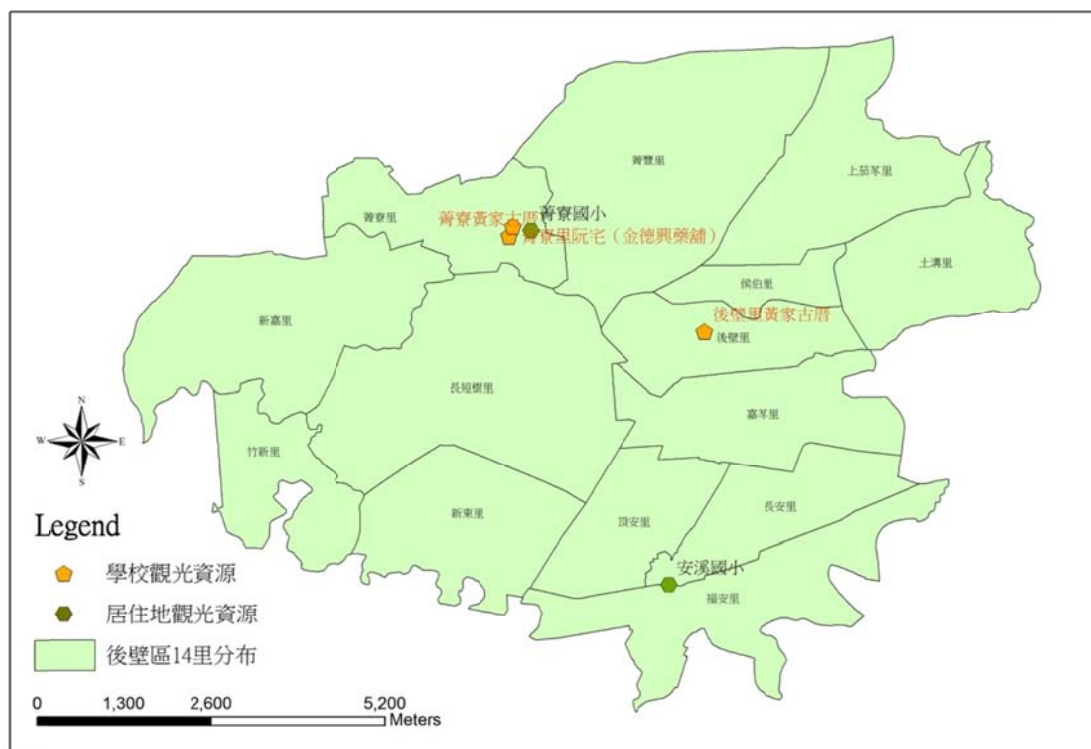 菁豐里
上茄苳里
菁寮里
菁寮黃家古厝
菁寮國小
菁寮里阮宅（金德興藥舖）
土溝里
侯伯里
後壁里黃家古厝
後壁里
新嘉里
長短樹里
嘉苳里
竹新里
新東里
頂安里
長安里
安溪國小
福安里
N
W
E
S
Legend
學校觀光資源
居住地觀光資源
後壁區14里分布
0 1,300 2,600 5,200
Meters